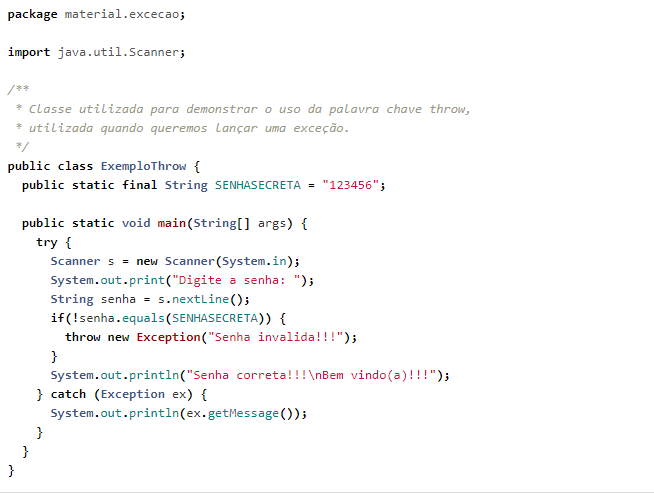 package material.excecao;
import java.util.Scanner;
/**
 * Classe utilizada para demonstrar o uso da palavra chave throw,
 * utilizada quando queremos lançar uma exceção.
 */
public class ExemploThrow {
  public static final String SENHASECRETA = "123456";
  public static void main(String[] args) {
    try {
      Scanner s = new Scanner(System.in);
      System.out.print("Digite a senha: ");
      String senha = s.nextLine();
      if(!senha.equals(SENHASECRETA)) {
        throw new Exception("Senha invalida!!!");
      }
      System.out.println("Senha correta!!!\nBem vindo(a)!!!");
    } catch (Exception ex) {
      System.out.println(ex.getMessage());
    }
  }
}